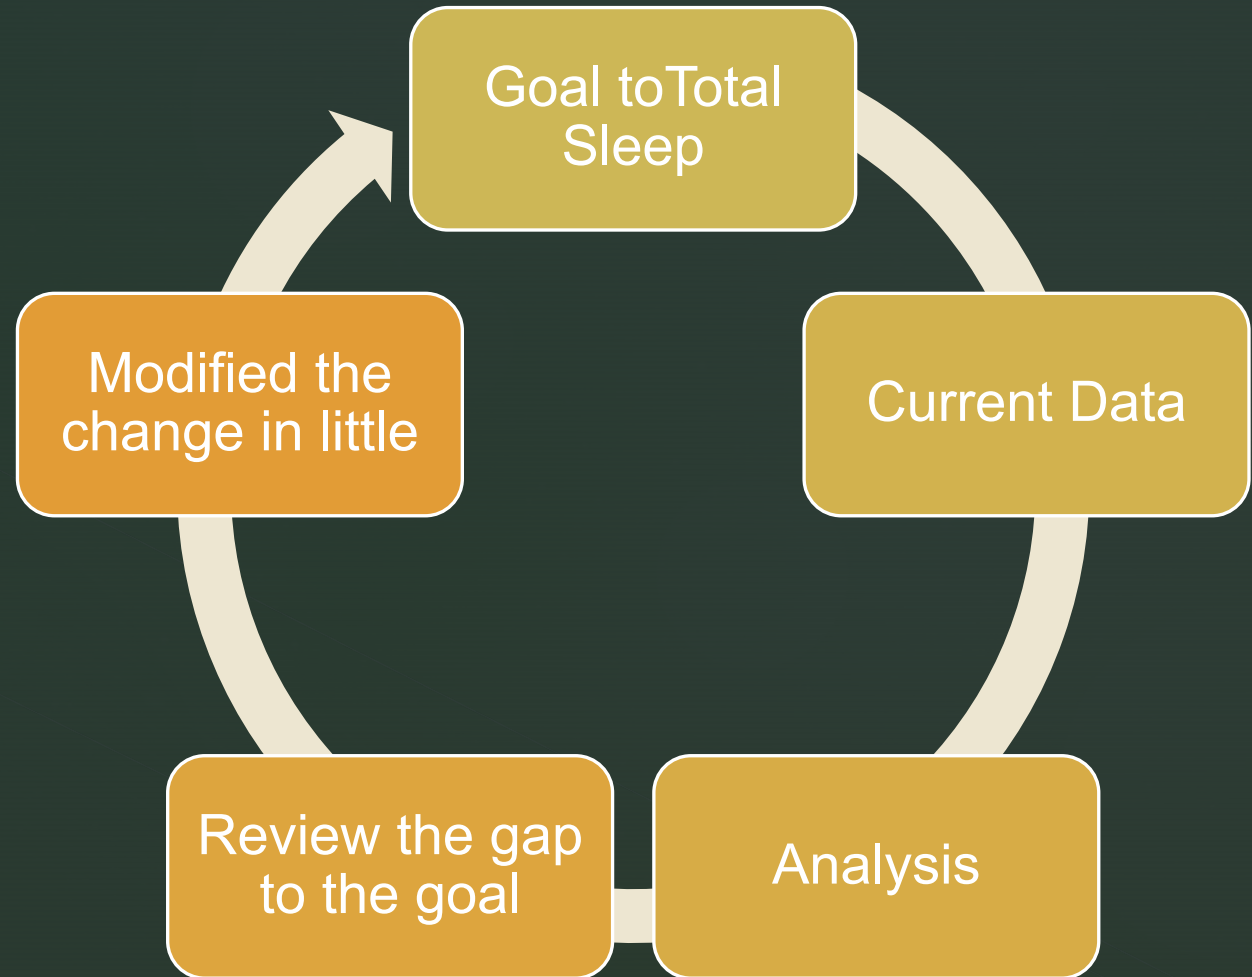 Goal toTotal
Sleep
Current Data
Analysis
Review the gap
to the goal
Modified the
change in little